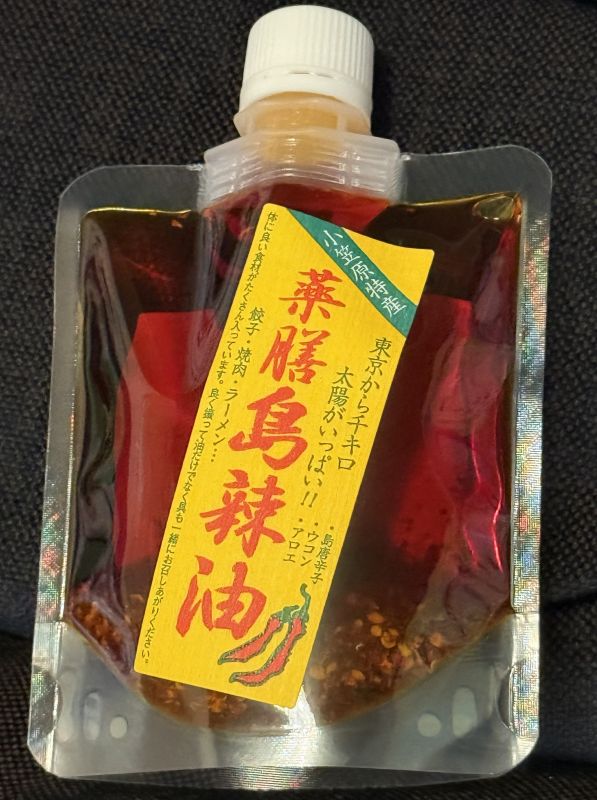 小笠原特産
東京から千キロ
太陽がいっぱい!!
・島唐辛子
・ウコン
・アロエ
薬膳島辣油
餃子・焼肉・ラーメン…
体に良い食材がたくさん入っています。良く振って油だけでなく具も一緒にお召しあがりください。